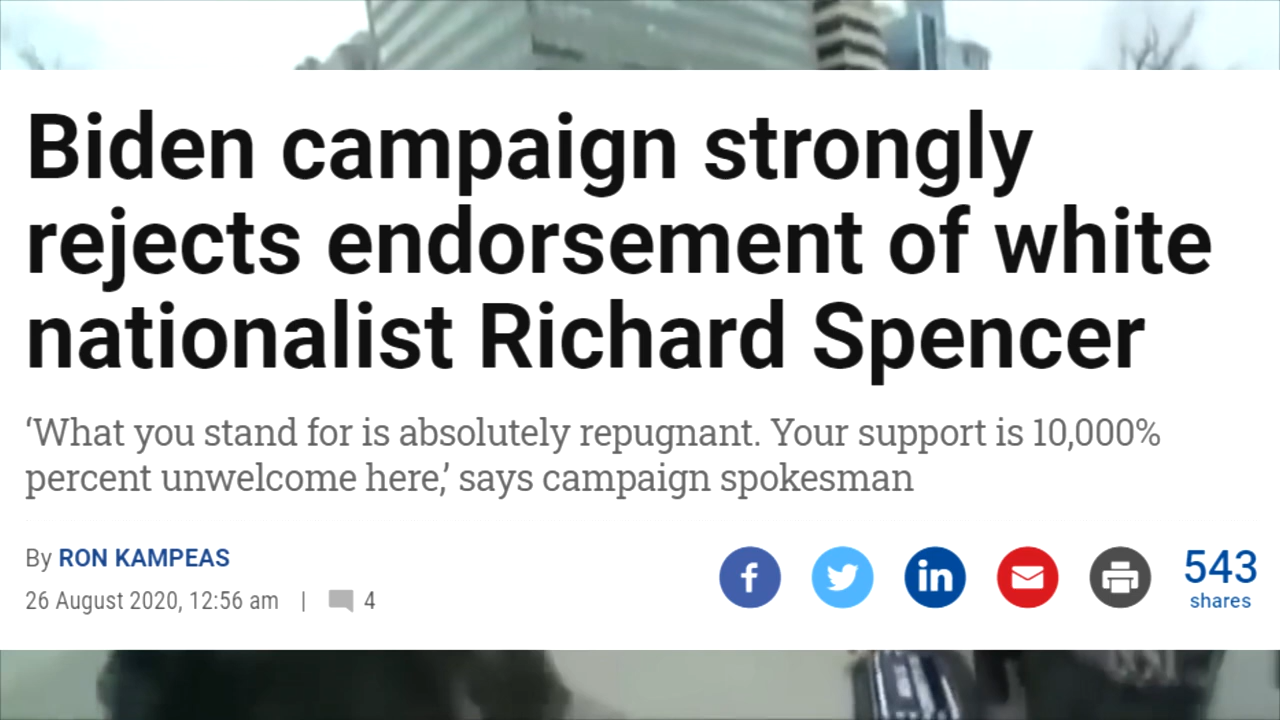 Biden campaign strongly
rejects endorsement of white
nationalist Richard Spencer
‘What you stand for is absolutely repugnant. Your support is 10,000%
percent unwelcome here,’ says campaign spokesman
By RON KAMPEAS
26 August 2020, 12:56 am | 4
543
shares